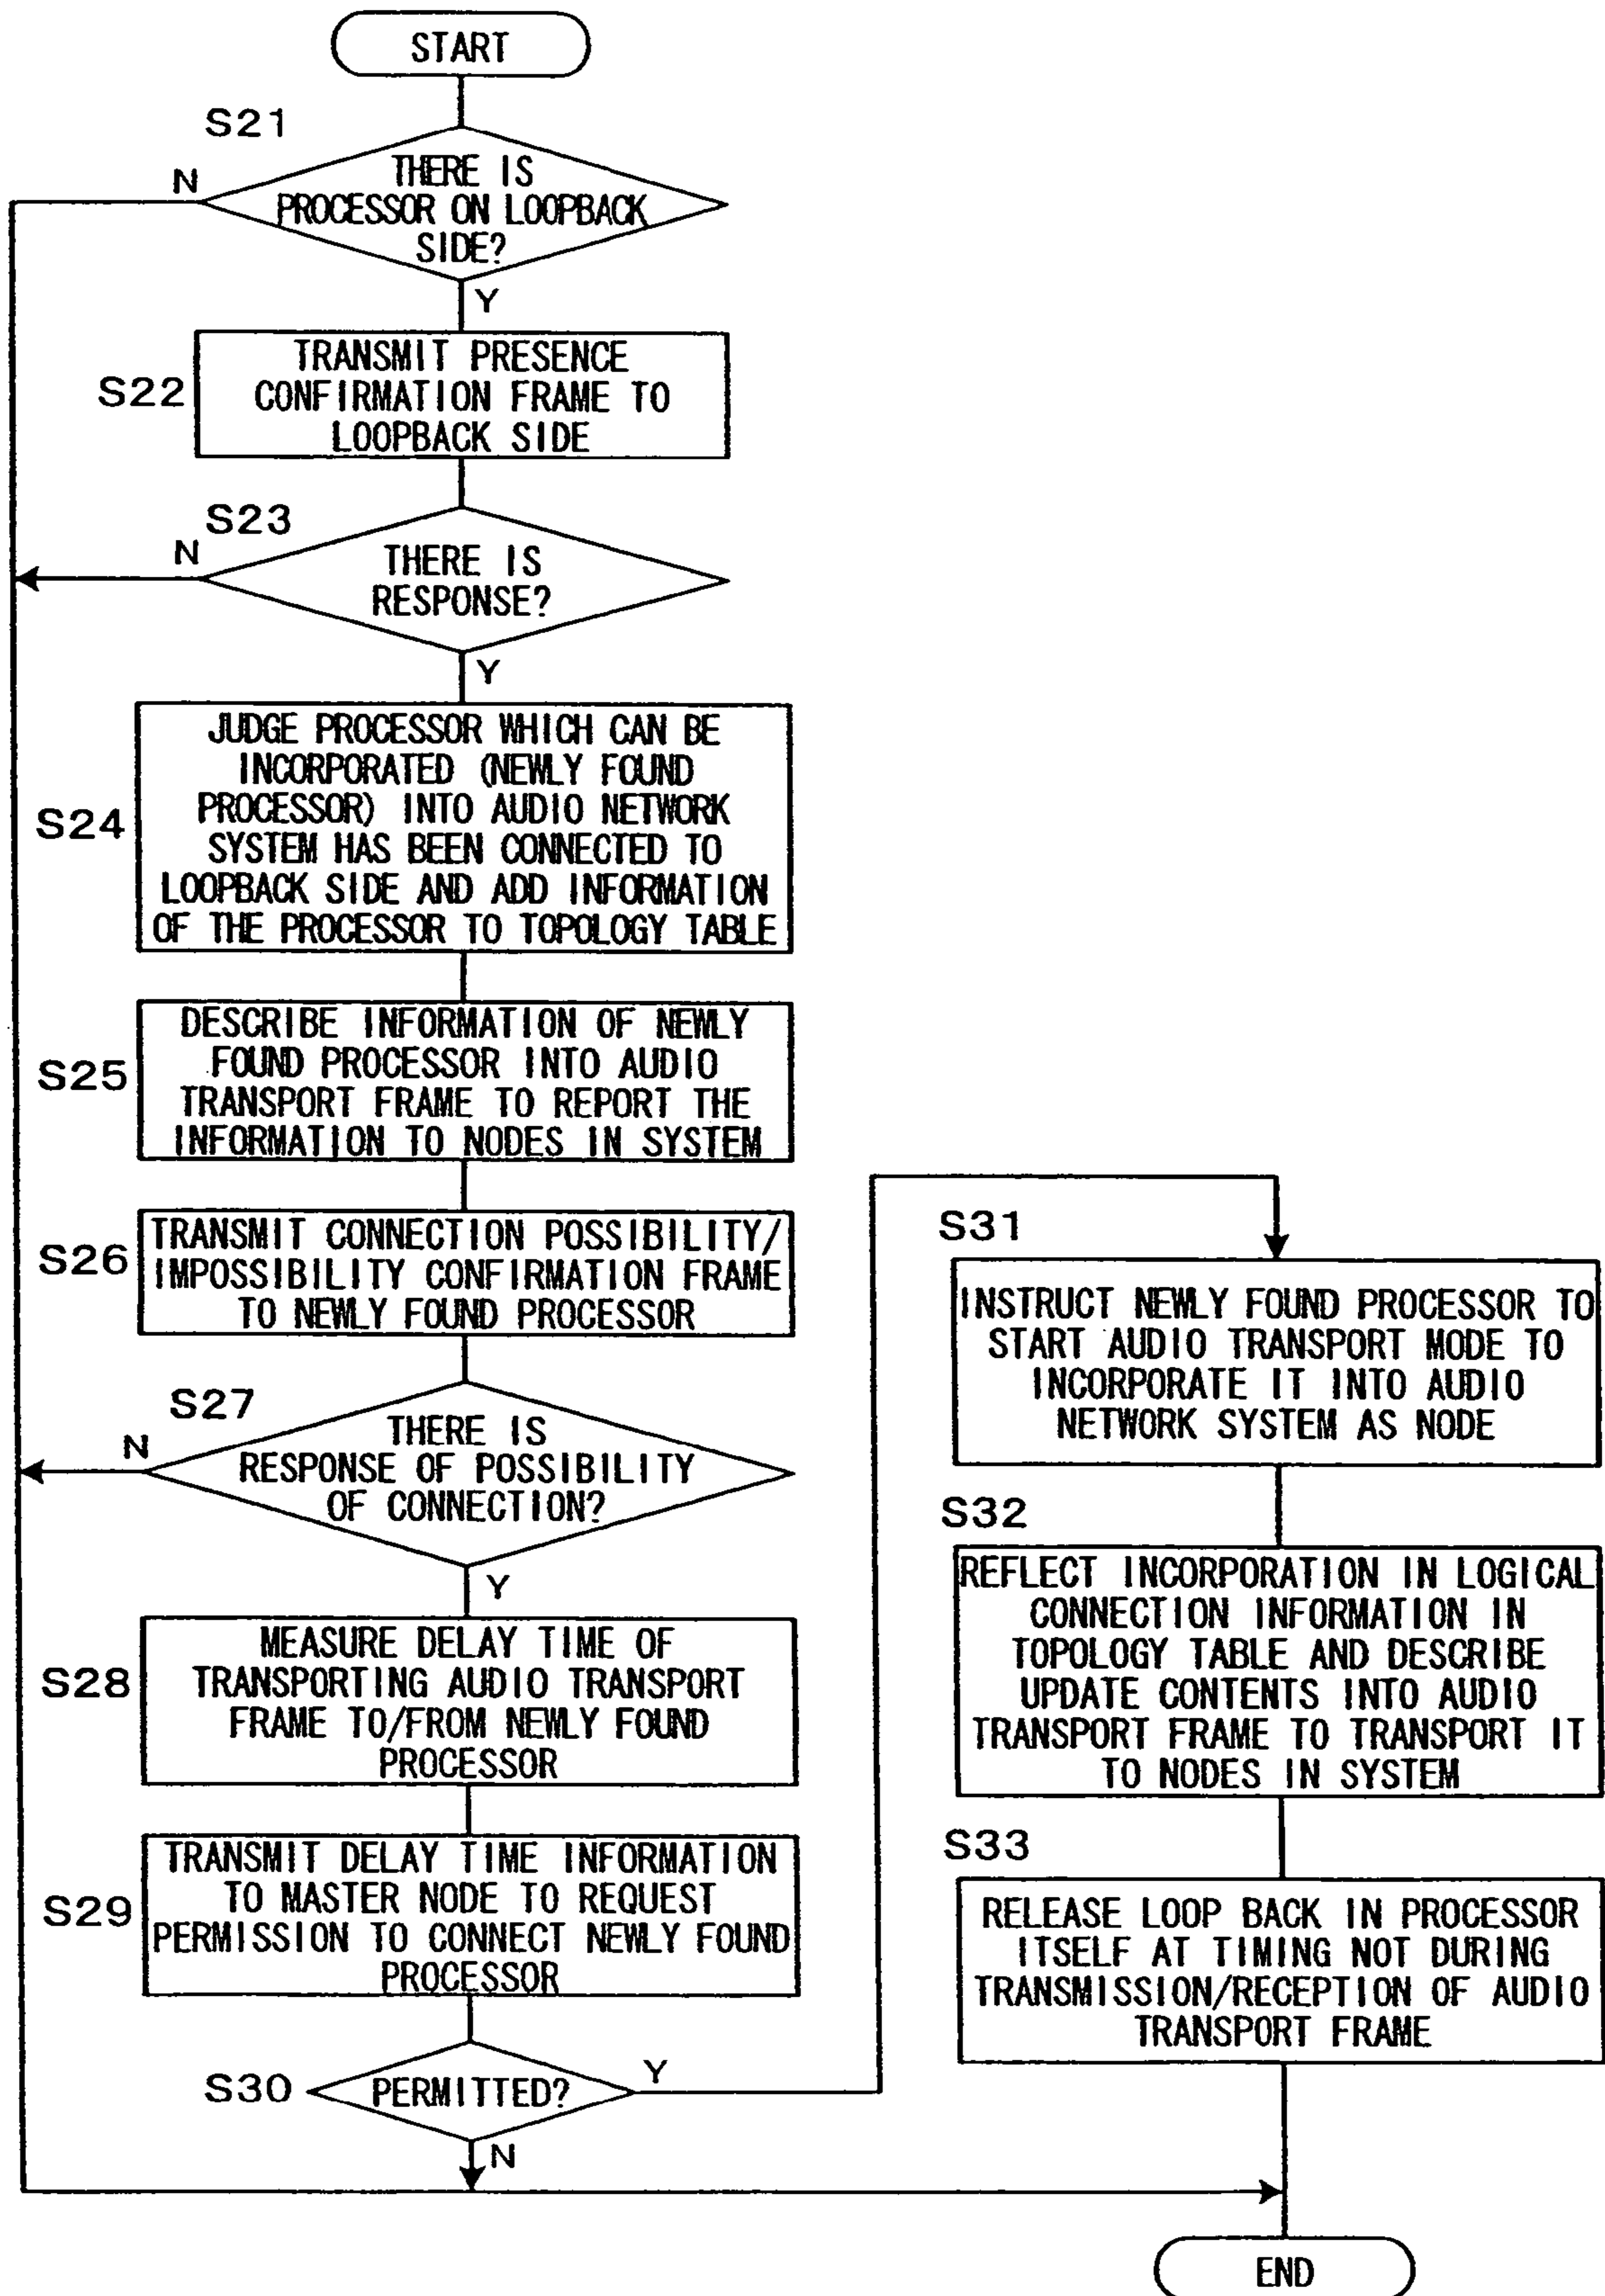 START
S21
THERE IS
PROCESSOR ON LOOPBACK
SIDE?
N
Y
S22
TRANSMIT PRESENCE
CONFIRMATION FRAME TO
LOOPBACK SIDE
S23
N
THERE IS
RESPONSE?
Y
S24
JUDGE PROCESSOR WHICH CAN BE
INCORPORATED (NEWLY FOUND
PROCESSOR) INTO AUDIO NETWORK
SYSTEM HAS BEEN CONNECTED TO
LOOPBACK SIDE AND ADD INFORMATION
OF THE PROCESSOR TO TOPOLOGY TABLE
S25
DESCRIBE INFORMATION OF NEWLY
FOUND PROCESSOR INTO AUDIO
TRANSPORT FRAME TO REPORT THE
INFORMATION TO NODES IN SYSTEM
S26
TRANSMIT CONNECTION POSSIBILITY/
IMPOSSIBILITY CONFIRMATION FRAME
TO NEWLY FOUND PROCESSOR
S27
N
THERE IS
RESPONSE OF POSSIBILITY
OF CONNECTION?
Y
S28
MEASURE DELAY TIME OF
TRANSPORTING AUDIO TRANSPORT
FRAME TO/FROM NEWLY FOUND
PROCESSOR
S29
TRANSMIT DELAY TIME INFORMATION
TO MASTER NODE TO REQUEST
PERMISSION TO CONNECT NEWLY FOUND
PROCESSOR
S30
PERMITTED?
Y
N
S31
INSTRUCT NEWLY FOUND PROCESSOR TO
START AUDIO TRANSPORT MODE TO
INCORPORATE IT INTO AUDIO
NETWORK SYSTEM AS NODE
S32
REFLECT INCORPORATION IN LOGICAL
CONNECTION INFORMATION IN
TOPOLOGY TABLE AND DESCRIBE
UPDATE CONTENTS INTO AUDIO
TRANSPORT FRAME TO TRANSPORT IT
TO NODES IN SYSTEM
S33
RELEASE LOOP BACK IN PROCESSOR
ITSELF AT TIMING NOT DURING
TRANSMISSION/RECEPTION OF AUDIO
TRANSPORT FRAME
END